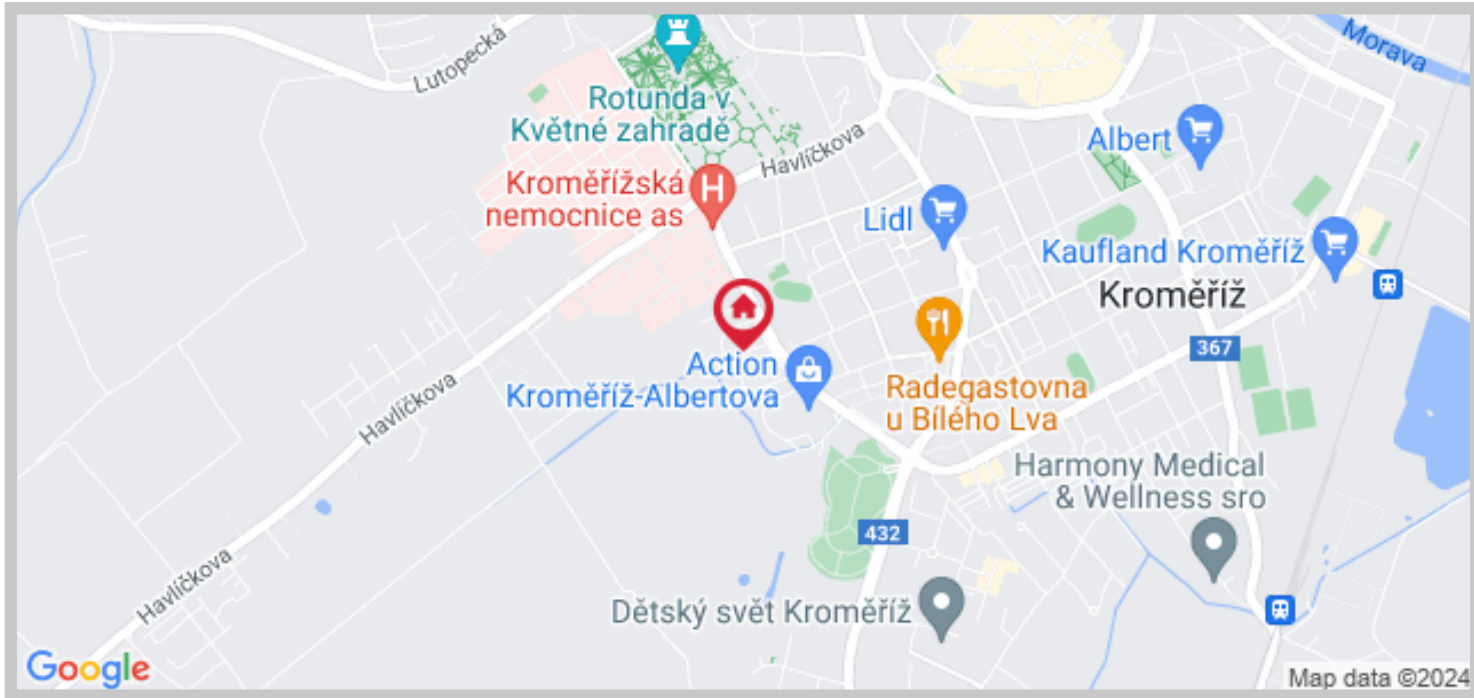 Lutopecká
Morava
Rotunda v
Květné zahradě
Havlíčkova
Albert
Kroměřížská
nemocnice as
H
Lidl
Kaufland Kroměříž
Kroměříž
Action
Kroměříž-Albertova
367
Radegastovna
u Bílého Lva
Havlíčkova
Harmony Medical
& Wellness sro
432
Havlíčkova
Dětský svět Kroměříž
Google
Map data ©2024